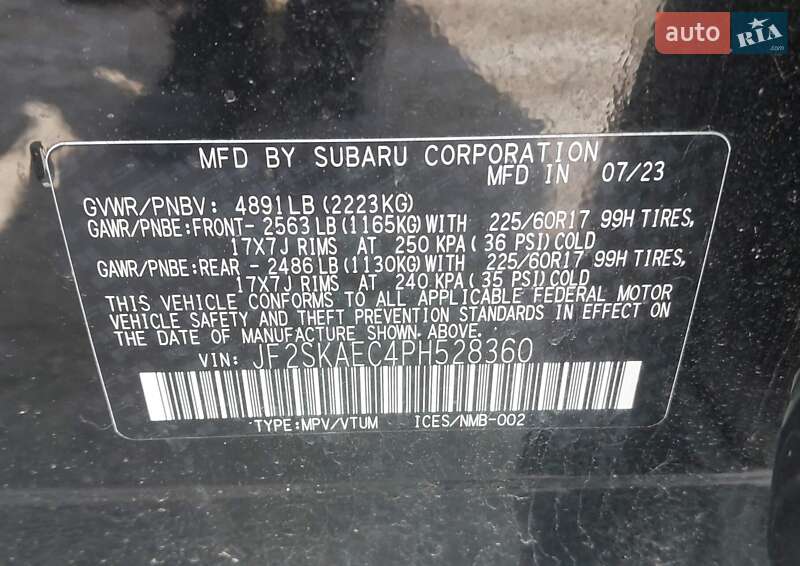 auto RIA
.com
MFD BY SUBARU CORPORATION
MFD IN 07/23
GVWR/PNBV: 4891LB(2223KG)
GAWR/PNBE:FRONT-2563LB(1165KG)WITH 225/60R17 99H TIRES,
17X7J RIMS AT 250 KPA(36 PSI)COLD
GAWR/PNBE:REAR -2486LB(1130KG)WITH 225/60R17 99H TIRES,
17X7J RIMS AT 240 KPA(35 PSI)COLD
THIS VEHICLE CONFORMS TO ALL APPLICABLE FEDERAL MOTOR
VEHICLE SAFETY AND THEFT PREVENTION STANDARDS IN EFFECT ON
THE DATE OF MANUFACTURE SHOWN ABOVE.
VIN: JF2SKAEC4PH528360
TYPE:MPV/VTUM ICES/NMB-002